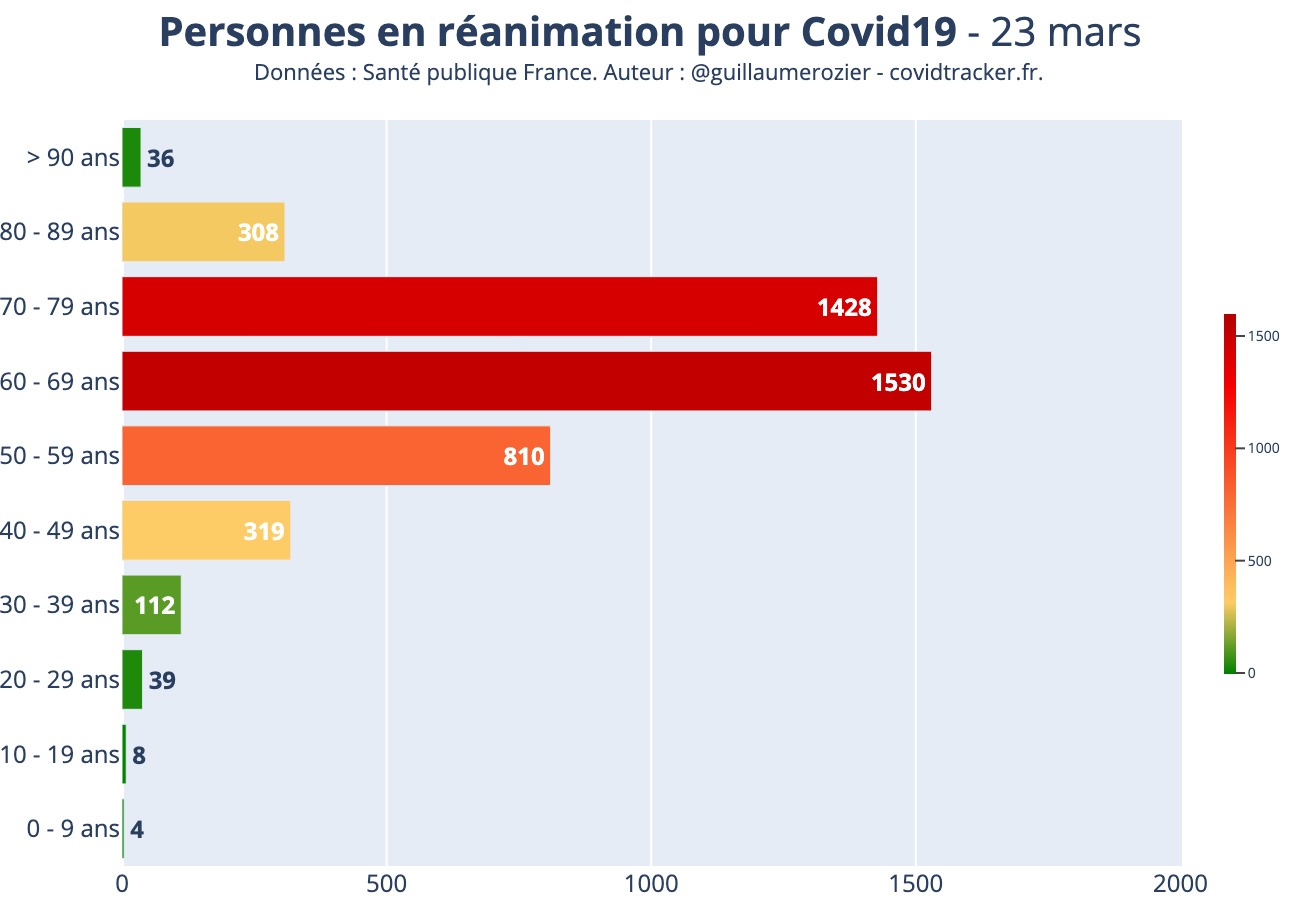 Personnes en réanimation pour Covid19 - 23 mars
Données : Santé publique France. Auteur : @guillaumerozier - covidtracker.fr.
> 90 ans 36
80 - 89 ans 308
70 - 79 ans 1428
60 - 69 ans 1530
50 - 59 ans 810
40 - 49 ans 319
30 - 39 ans 112
20 - 29 ans 39
10 - 19 ans 8
0 - 9 ans 4
0 500 1000 1500 2000
1500
1000
500
0